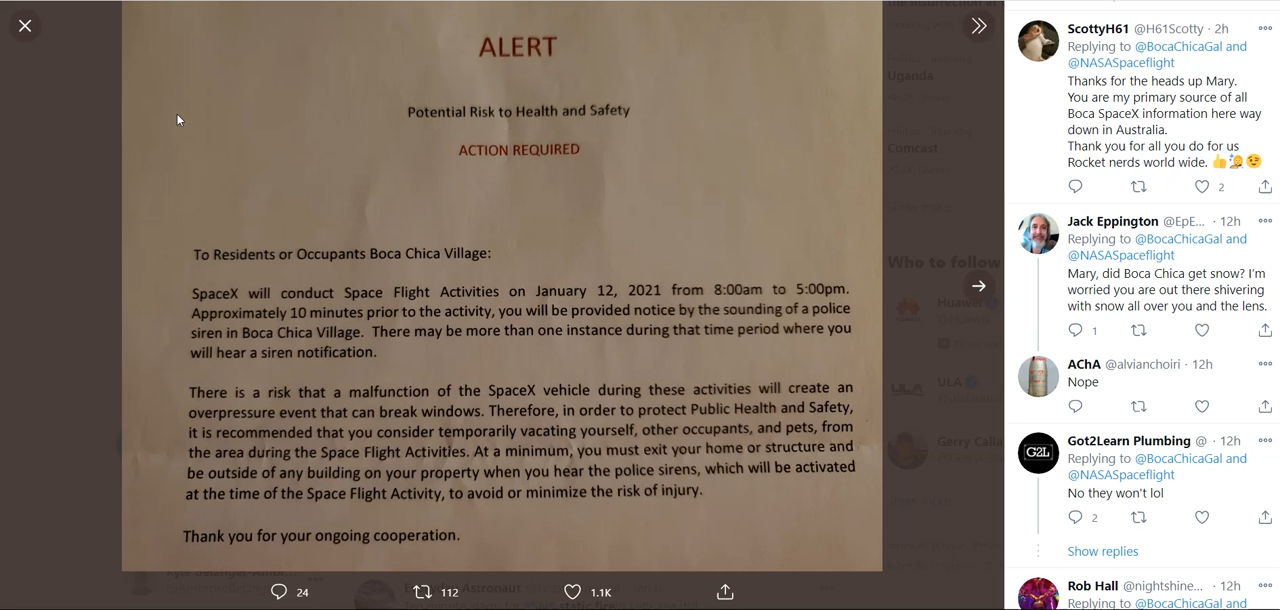 ALERT
Potential Risk to Health and Safety
ACTION REQUIRED
To Residents or Occupants Boca Chica Village:
SpaceX will conduct Space Flight Activities on January 12, 2021 from 8:00am to 5:00pm.
Approximately 10 minutes prior to the activity, you will be provided notice by the sounding of a police
siren in Boca Chica Village. There may be more than one instance during that time period where you
will hear a siren notification.
There is a risk that a malfunction of the SpaceX vehicle during these activities will create an
overpressure event that can break windows. Therefore, in order to protect Public Health and Safety,
it is recommended that you consider temporarily vacating yourself, other occupants, and pets, from
the area during the Space Flight Activities. At a minimum, you must exit your home or structure and
be outside of any building on your property when you hear the police sirens, which will be activated
at the time of the Space Flight Activity, to avoid or minimize the risk of injury.
Thank you for your ongoing cooperation.
24 112 1.1K
Uganda
Comcast
Who to follow
Huawei
ULA
Gerry Calla
ScottyH61 @H61Scotty · 2h
Replying to @BocaChicaGal and
@NASASpaceflight
Thanks for the heads up Mary.
You are my primary source of all
Boca SpaceX information here way
down in Australia.
Thank you for all you do for us
Rocket nerds world wide. 
2
Jack Eppington @EpE... · 12h
Replying to @BocaChicaGal and
@NASASpaceflight
Mary, did Boca Chica get snow? I'm
worried you are out there shivering
with snow all over you and the lens.
1
AChA @alvianchoiri · 12h
Nope
G2L
Got2Learn Plumbing @ · 12h
Replying to @BocaChicaGal and
@NASASpaceflight
No they won't lol
2
Show replies
Rob Hall @nightshine... · 12h
Replying to @BocaChicaGal and